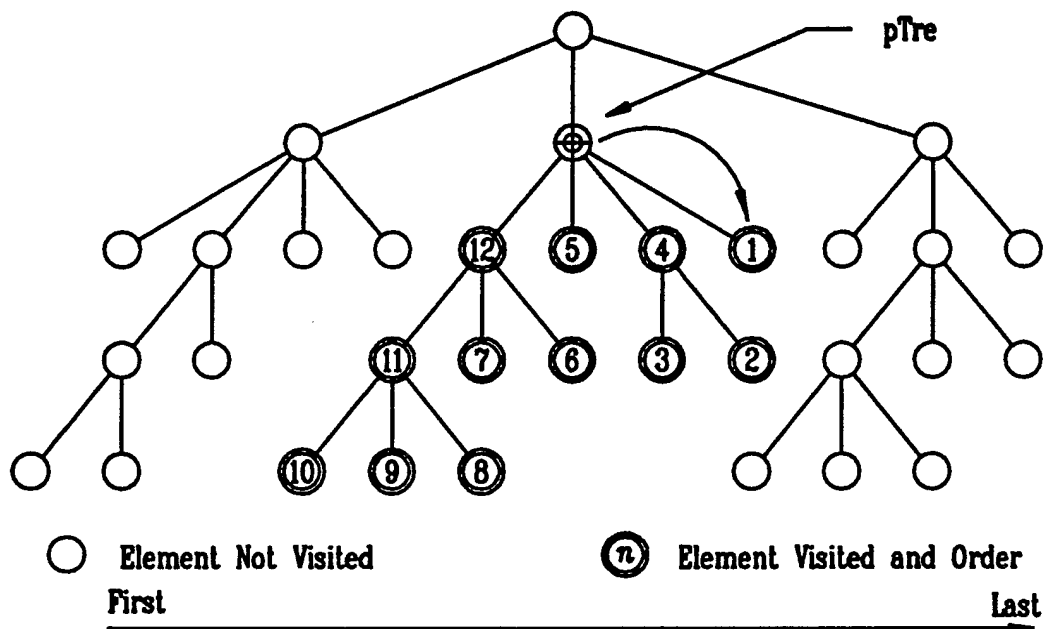 pTre
12 5 4 1
11 7 6 3 2
10 9 8
Element Not Visited
n Element Visited and Order
First Last